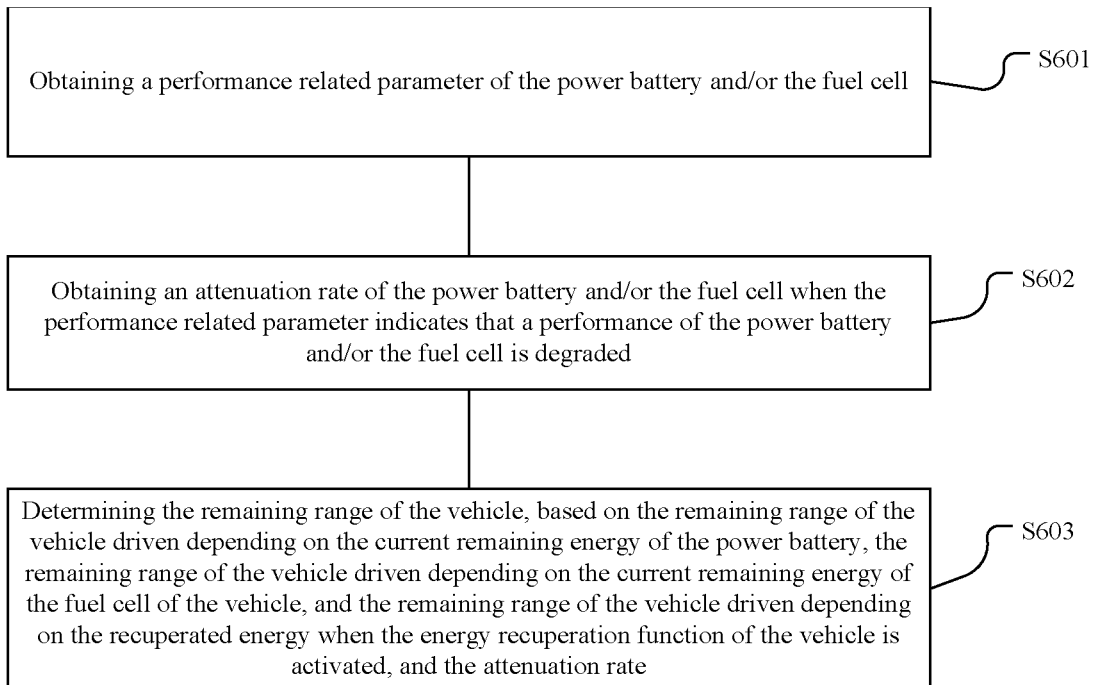 Obtaining a performance related parameter of the power battery and/or the fuel cell
S601
Obtaining an attenuation rate of the power battery and/or the fuel cell when the
performance related parameter indicates that a performance of the power battery
and/or the fuel cell is degraded
S602
Determining the remaining range of the vehicle, based on the remaining range of the
vehicle driven depending on the current remaining energy of the power battery, the
remaining range of the vehicle driven depending on the current remaining energy of
the fuel cell of the vehicle, and the remaining range of the vehicle driven depending
on the recuperated energy when the energy recuperation function of the vehicle is
activated, and the attenuation rate
S603